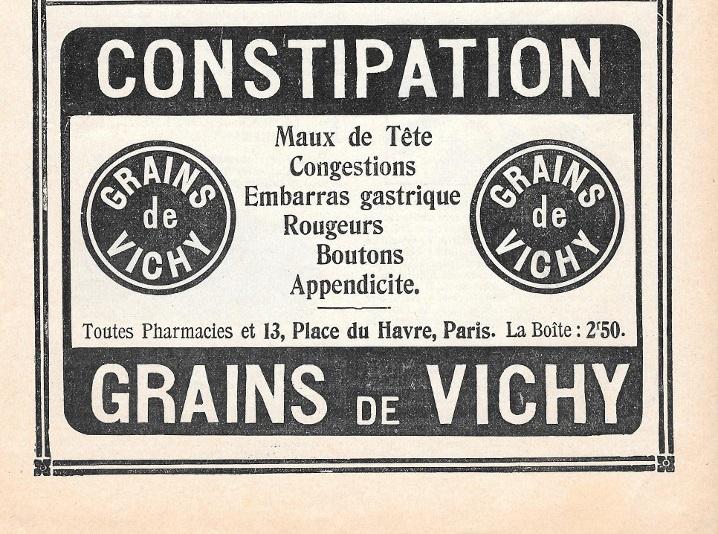 CONSTIPATION
GRAINS
de
VICHY
Maux de Tête
Congestions
Embarras gastrique
Rougeurs
Boutons
Appendicite.
GRAINS
de
VICHY
Toutes Pharmacies et 13, Place du Havre, Paris. La Boîte : 2f50.
GRAINS DE VICHY